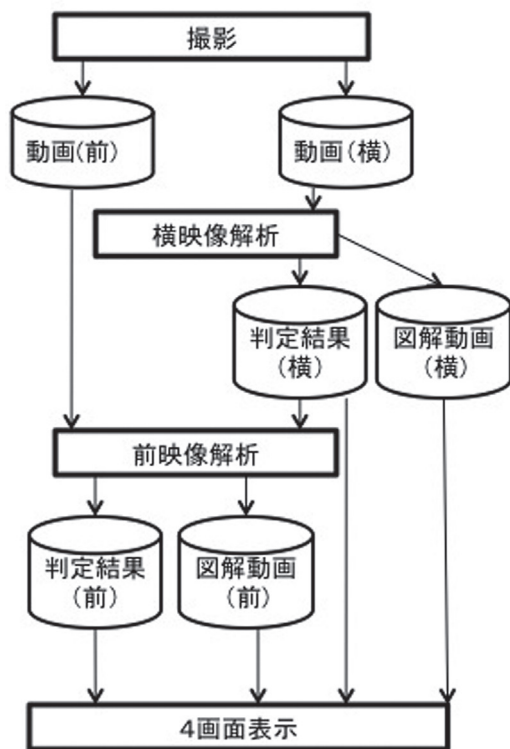 撮影
動画(前)
動画(横)
横映像解析
判定結果
(横)
図解動画
(横)
前映像解析
判定結果
(前)
図解動画
(前)
4画面表示